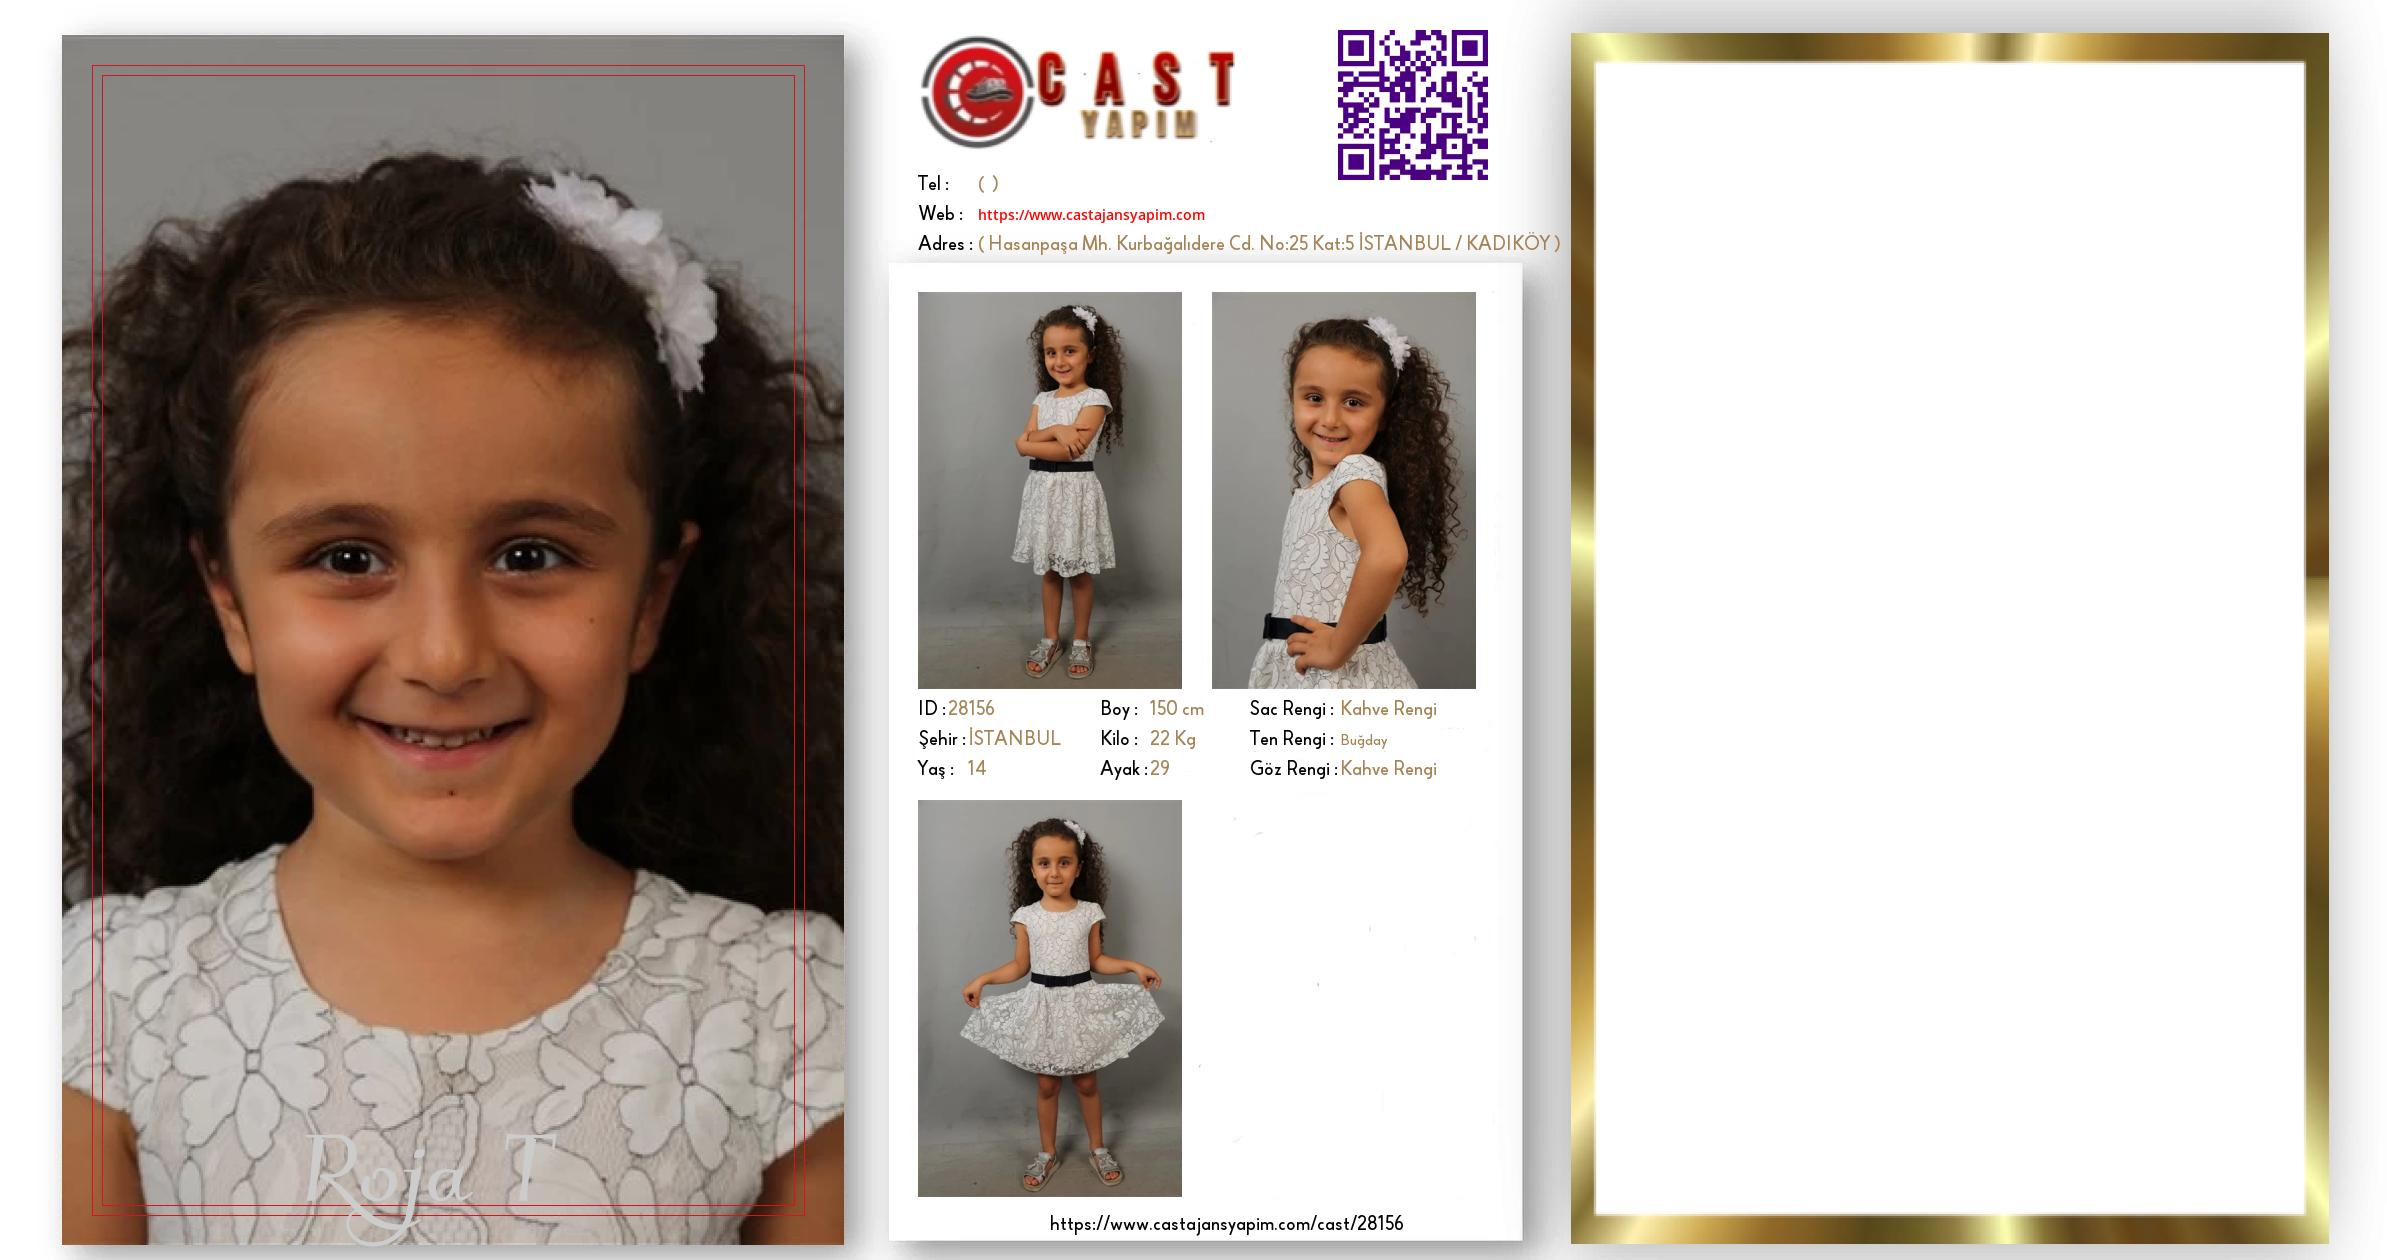 Roja T
CAST
YAPIM
Tel : ( )
Web : https://www.castajansyapim.com
Adres : ( Hasanpaşa Mh. Kurbağalıdere Cd. No:25 Kat:5 İSTANBUL / KADIKÖY )
ID : 28156 Boy : 150 cm Sac Rengi : Kahve Rengi
Şehir : İSTANBUL Kilo : 22 Kg Ten Rengi : Buğday
Yaş : 14 Ayak : 29 Göz Rengi : Kahve Rengi
https://www.castajansyapim.com/cast/28156